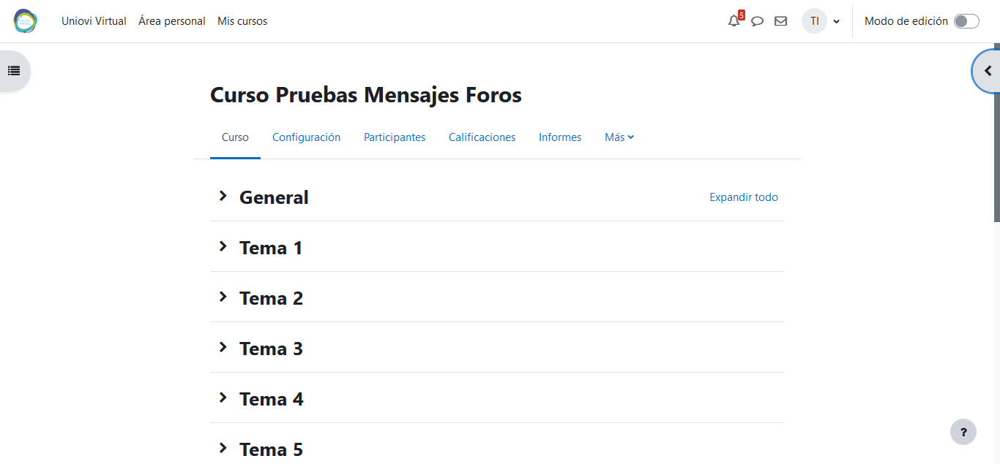 Uniovi Virtual Área personal Mis cursos 5 TI Modo de edición
Curso Pruebas Mensajes Foros
Curso Configuración Participantes Calificaciones Informes Más
General Expandir todo
Tema 1
Tema 2
Tema 3
Tema 4
?
Tema 5